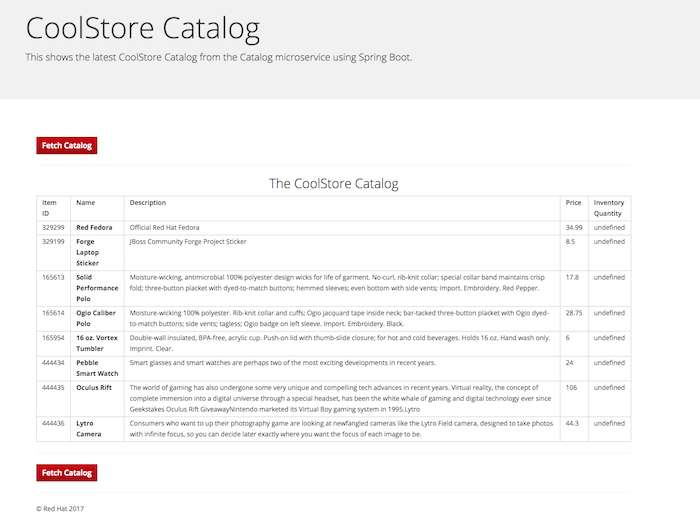 CoolStore Catalog
This shows the latest CoolStore Catalog from the Catalog microservice using Spring Boot.
Fetch Catalog
The CoolStore Catalog
Item ID Name Description Price Inventory Quantity
329299 Red Fedora Official Red Hat Fedora 34.99 undefined
329199 Forge Laptop Sticker JBoss Community Forge Project Sticker 8.5 undefined
165613 Solid Performance Polo Moisture-wicking, antimicrobial 100% polyester design wicks for life of garment. No-curl, rib-knit collar; special collar band maintains crisp fold; three-button placket with dyed-to-match buttons; hemmed sleeves; even bottom with side vents; Import. Embroidery. Red Pepper. 17.8 undefined
165614 Ogio Caliber Polo Moisture-wicking 100% polyester. Rib-knit collar and cuffs; Ogio jacquard tape inside neck; bar-tacked three-button placket with Ogio dyed-to-match buttons; side vents; tagless; Ogio badge on left sleeve. Import. Embroidery. Black. 28.75 undefined
165954 16 oz. Vortex Tumbler Double-wall insulated, BPA-free, acrylic cup. Push-on lid with thumb-slide closure; for hot and cold beverages. Holds 16 oz. Hand wash only. Imprint. Clear. 6 undefined
444434 Pebble Smart Watch Smart glasses and smart watches are perhaps two of the most exciting developments in recent years. 24 undefined
444435 Oculus Rift The world of gaming has also undergone some very unique and compelling tech advances in recent years. Virtual reality, the concept of complete immersion into a digital universe through a special headset, has been the white whale of gaming and digital technology ever since Geekstakes Oculus Rift GiveawayNintendo marketed its Virtual Boy gaming system in 1995.Lytro 106 undefined
444436 Lytro Camera Consumers who want to up their photography game are looking at newfangled cameras like the Lytro Field camera, designed to take photos with infinite focus, so you can decide later exactly where you want the focus of each image to be. 44.3 undefined
Fetch Catalog
© Red Hat 2017